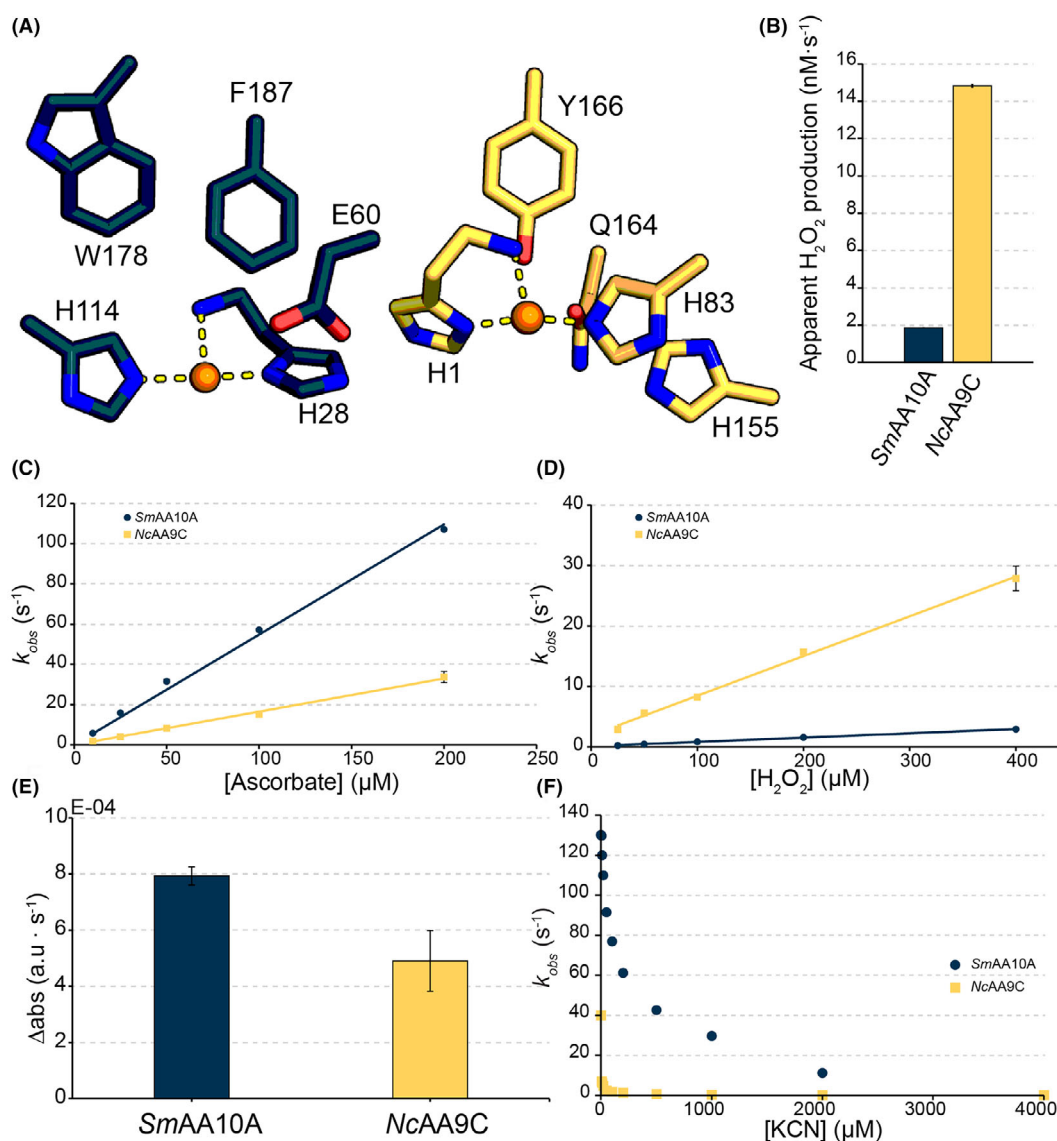 (A)
W178
F187
E60
H114
H28
Y166
Q164
H83
H1
H155
(B)
Apparent H₂O₂ production (nM·s⁻¹)
16
14
12
10
8
6
4
2
0
SmAA10A
NcAA9C
(C)
kobs (s⁻¹)
120
100
80
60
40
20
0
SmAA10A
NcAA9C
0 50 100 150 200 250
[Ascorbate] (µM)
(D)
kobs (s⁻¹)
40
30
20
10
0
SmAA10A
NcAA9C
0 100 200 300 400
[H₂O₂] (µM)
(E)
E-04
Δabs (a.u · s⁻¹)
10
8
6
4
2
0
SmAA10A
NcAA9C
(F)
kobs (s⁻¹)
130
120
100
80
60
40
20
0
SmAA10A
NcAA9C
0 1000 2000 3000 4000
[KCN] (µM)